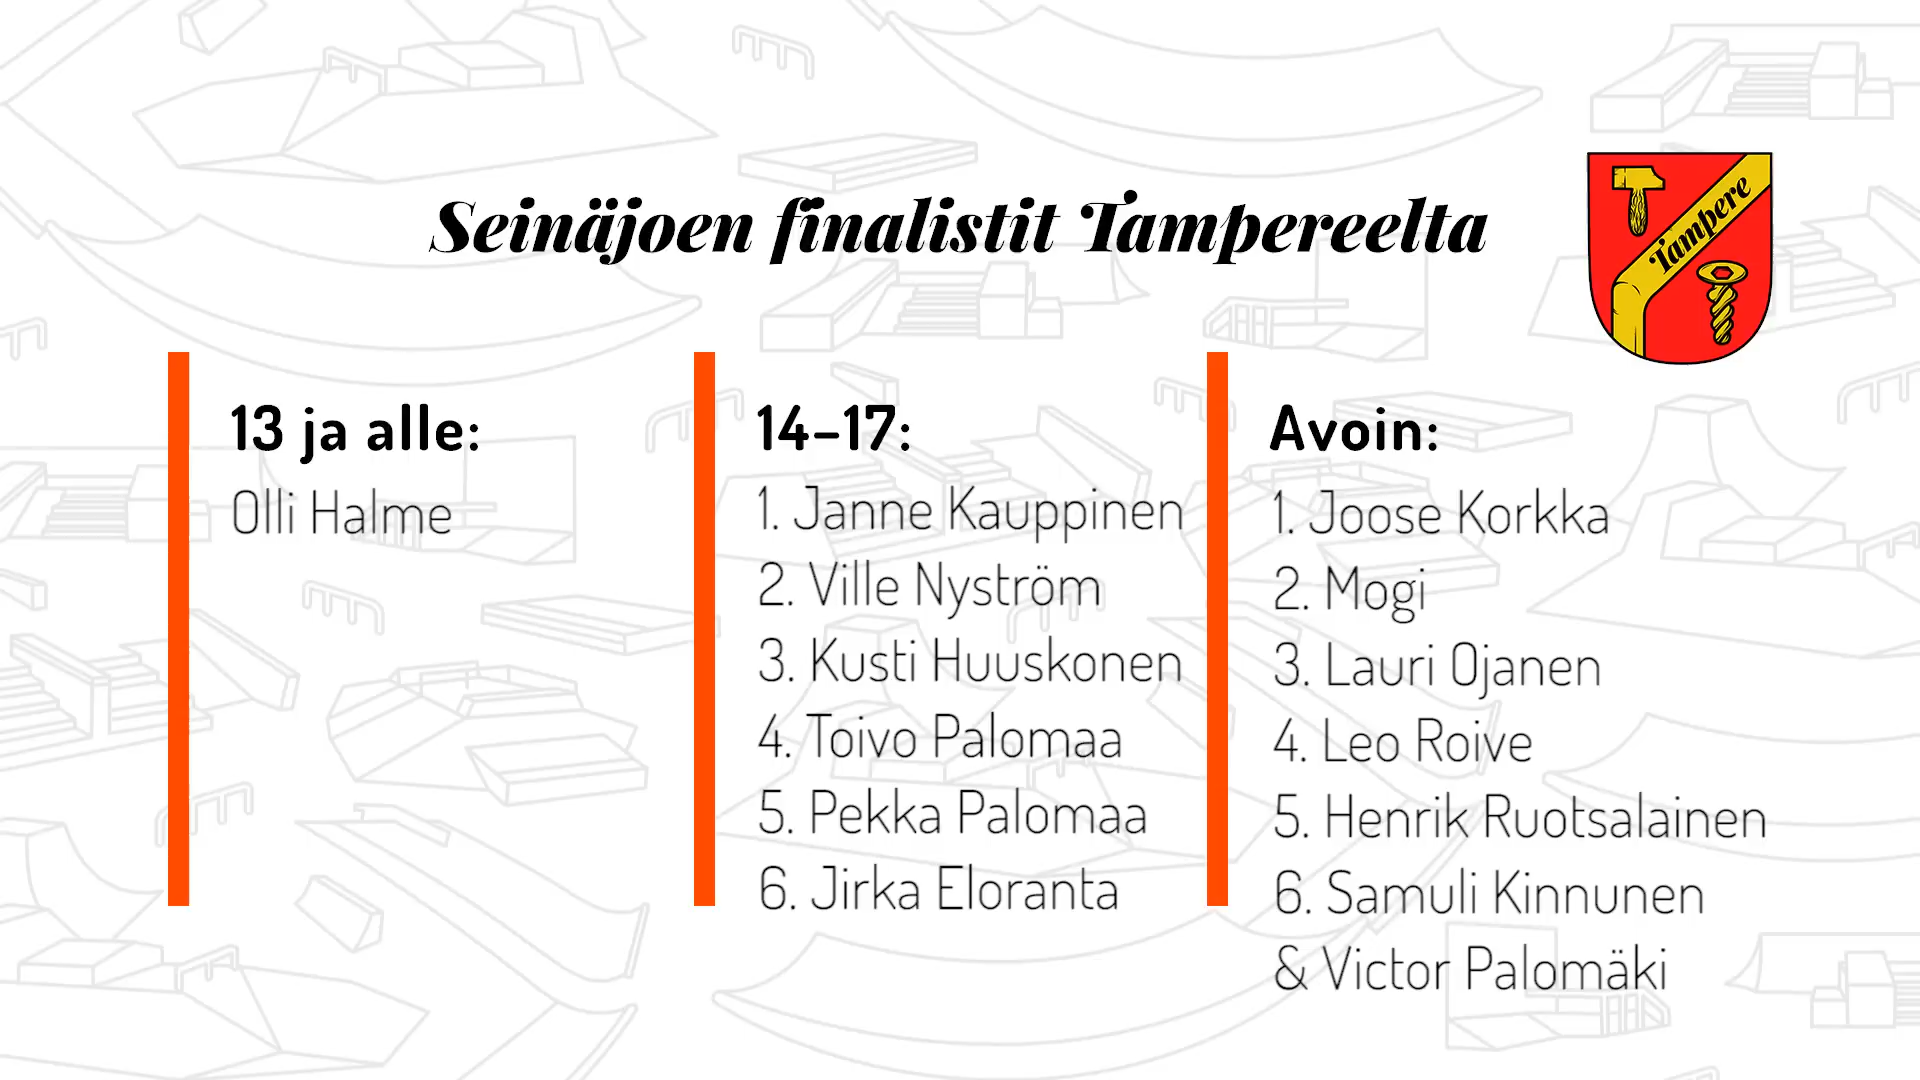 Seinäjoen finalistit Tampereelta
Tampere
13 ja alle:
Olli Halme
14-17:
1. Janne Kauppinen
2. Ville Nyström
3. Kusti Huuskonen
4. Toivo Palomaa
5. Pekka Palomaa
6. Jirka Eloranta
Avoin:
1. Joose Korkka
2. Mogi
3. Lauri Ojanen
4. Leo Roive
5. Henrik Ruotsalainen
6. Samuli Kinnunen
& Victor Palomäki